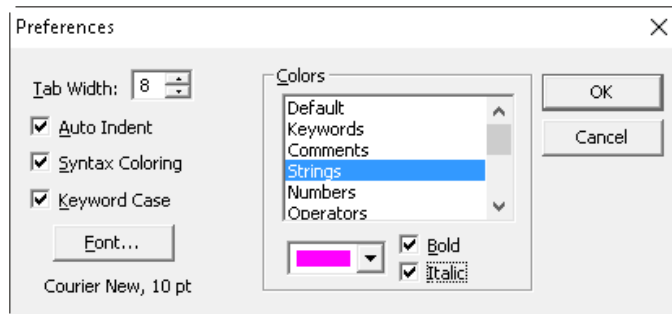 Preferences
Tab Width: 8
Auto Indent
Syntax Coloring
Keyword Case
Font...
Courier New, 10 pt
Colors
Default
Keywords
Comments
Strings
Numbers
Operators
Bold
Italic
OK
Cancel